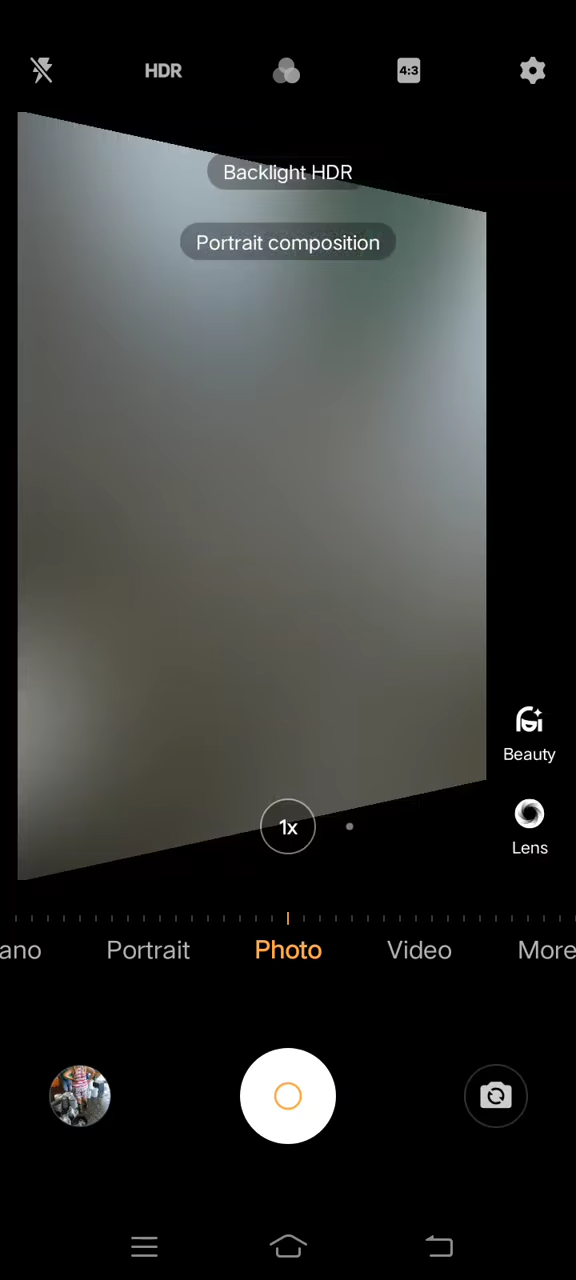 HDR
4:3
Backlight HDR
Portrait composition
Beauty
1x
Lens
ano Portrait Photo Video More